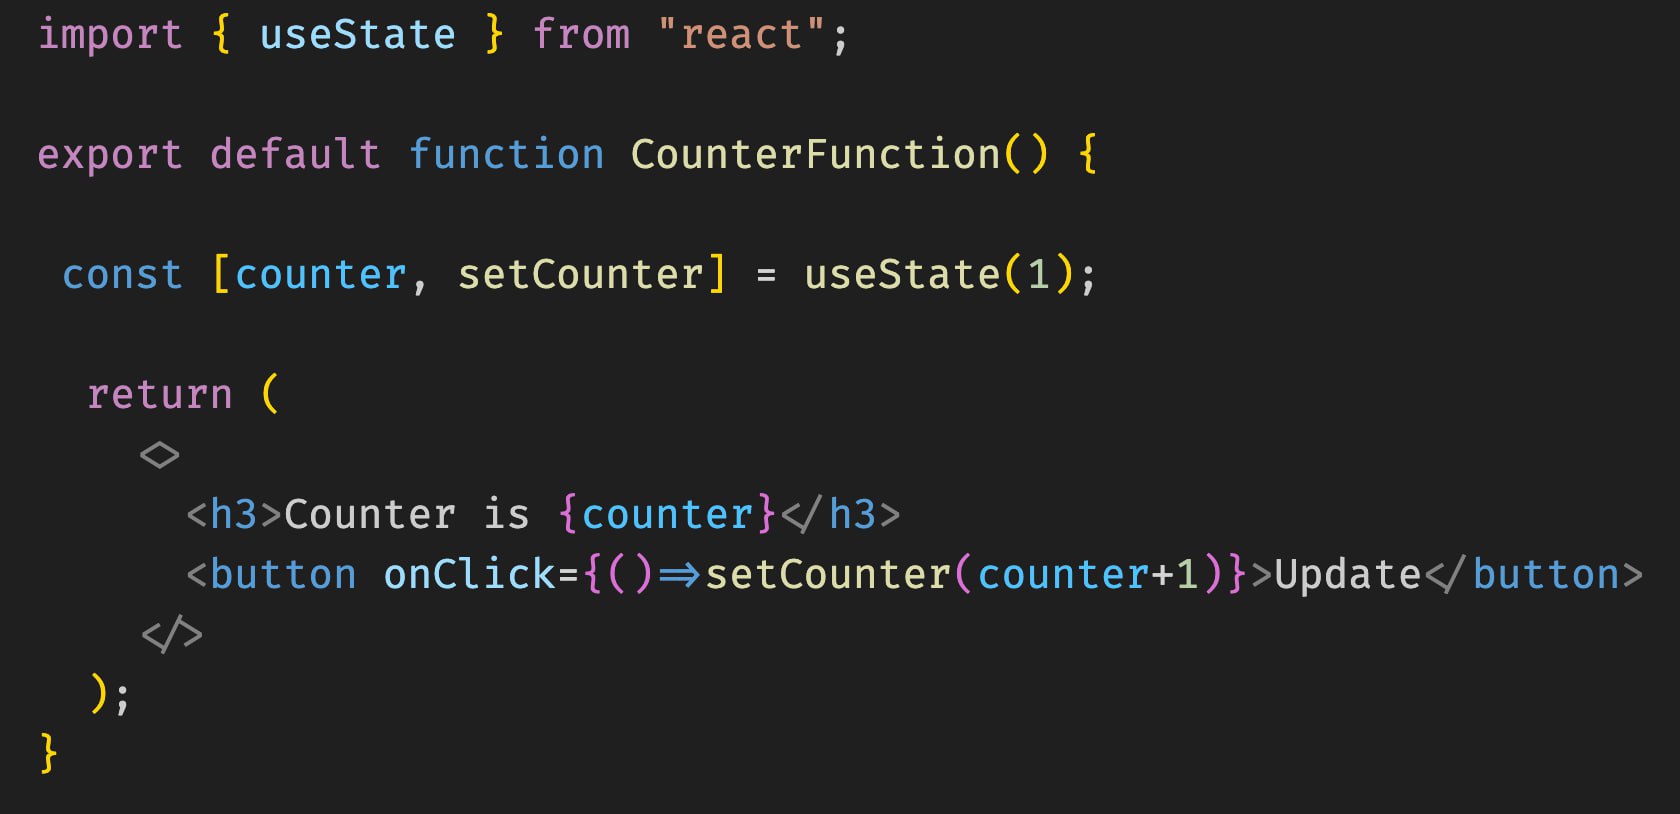 import { useState } from "react";
export default function CounterFunction() {
 const [counter, setCounter] = useState(1);
  return (
    <>
      <h3>Counter is {counter}</h3>
      <button onClick={()=>setCounter(counter+1)}>Update</button>
    </>
  );
}